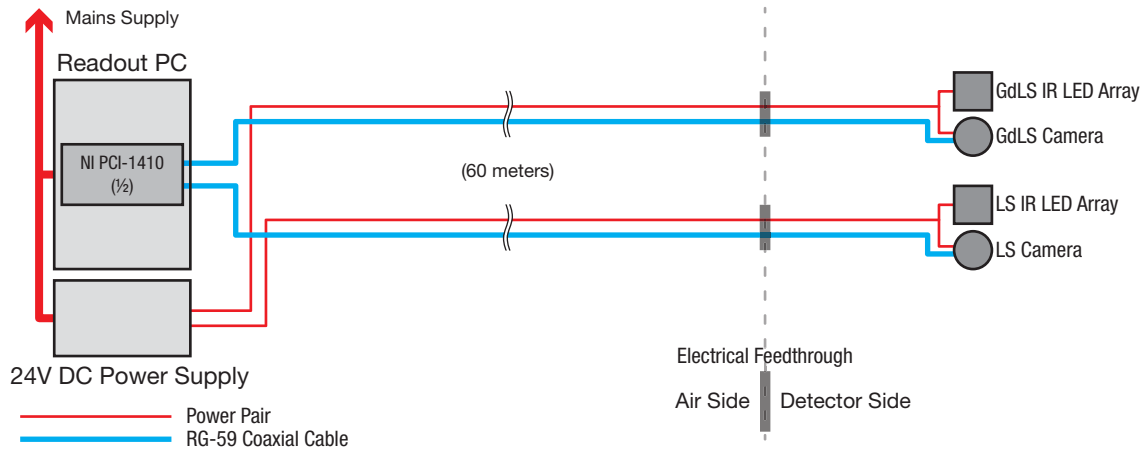 Mains Supply
Readout PC
NI PCI-1410
(½)
(60 meters)
GdLS IR LED Array
GdLS Camera
LS IR LED Array
LS Camera
24V DC Power Supply
Electrical Feedthrough
Air Side
Detector Side
Power Pair
RG-59 Coaxial Cable